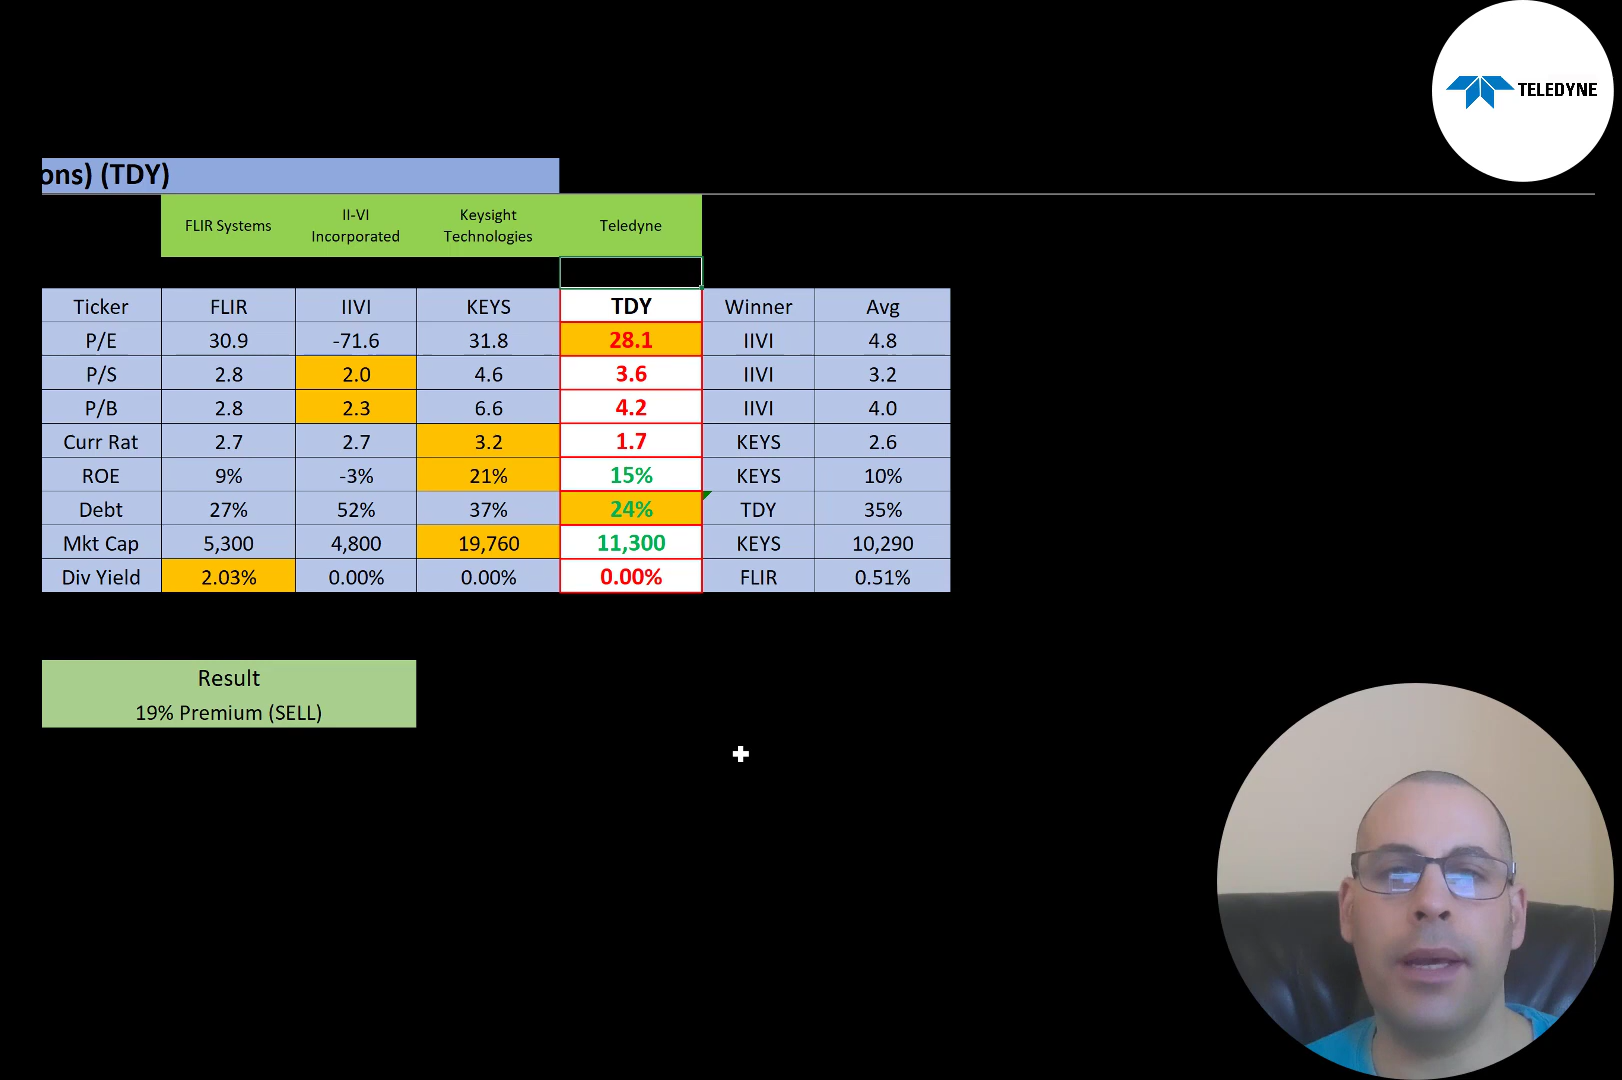 TELEDYNE
ons) (TDY)
FLIR Systems II-VI Incorporated Keysight Technologies Teledyne
Ticker FLIR IIVI KEYS TDY Winner Avg
P/E 30.9 -71.6 31.8 28.1 IIVI 4.8
P/S 2.8 2.0 4.6 3.6 IIVI 3.2
P/B 2.8 2.3 6.6 4.2 IIVI 4.0
Curr Rat 2.7 2.7 3.2 1.7 KEYS 2.6
ROE 9% -3% 21% 15% KEYS 10%
Debt 27% 52% 37% 24% TDY 35%
Mkt Cap 5,300 4,800 19,760 11,300 KEYS 10,290
Div Yield 2.03% 0.00% 0.00% 0.00% FLIR 0.51%
Result
19% Premium (SELL)